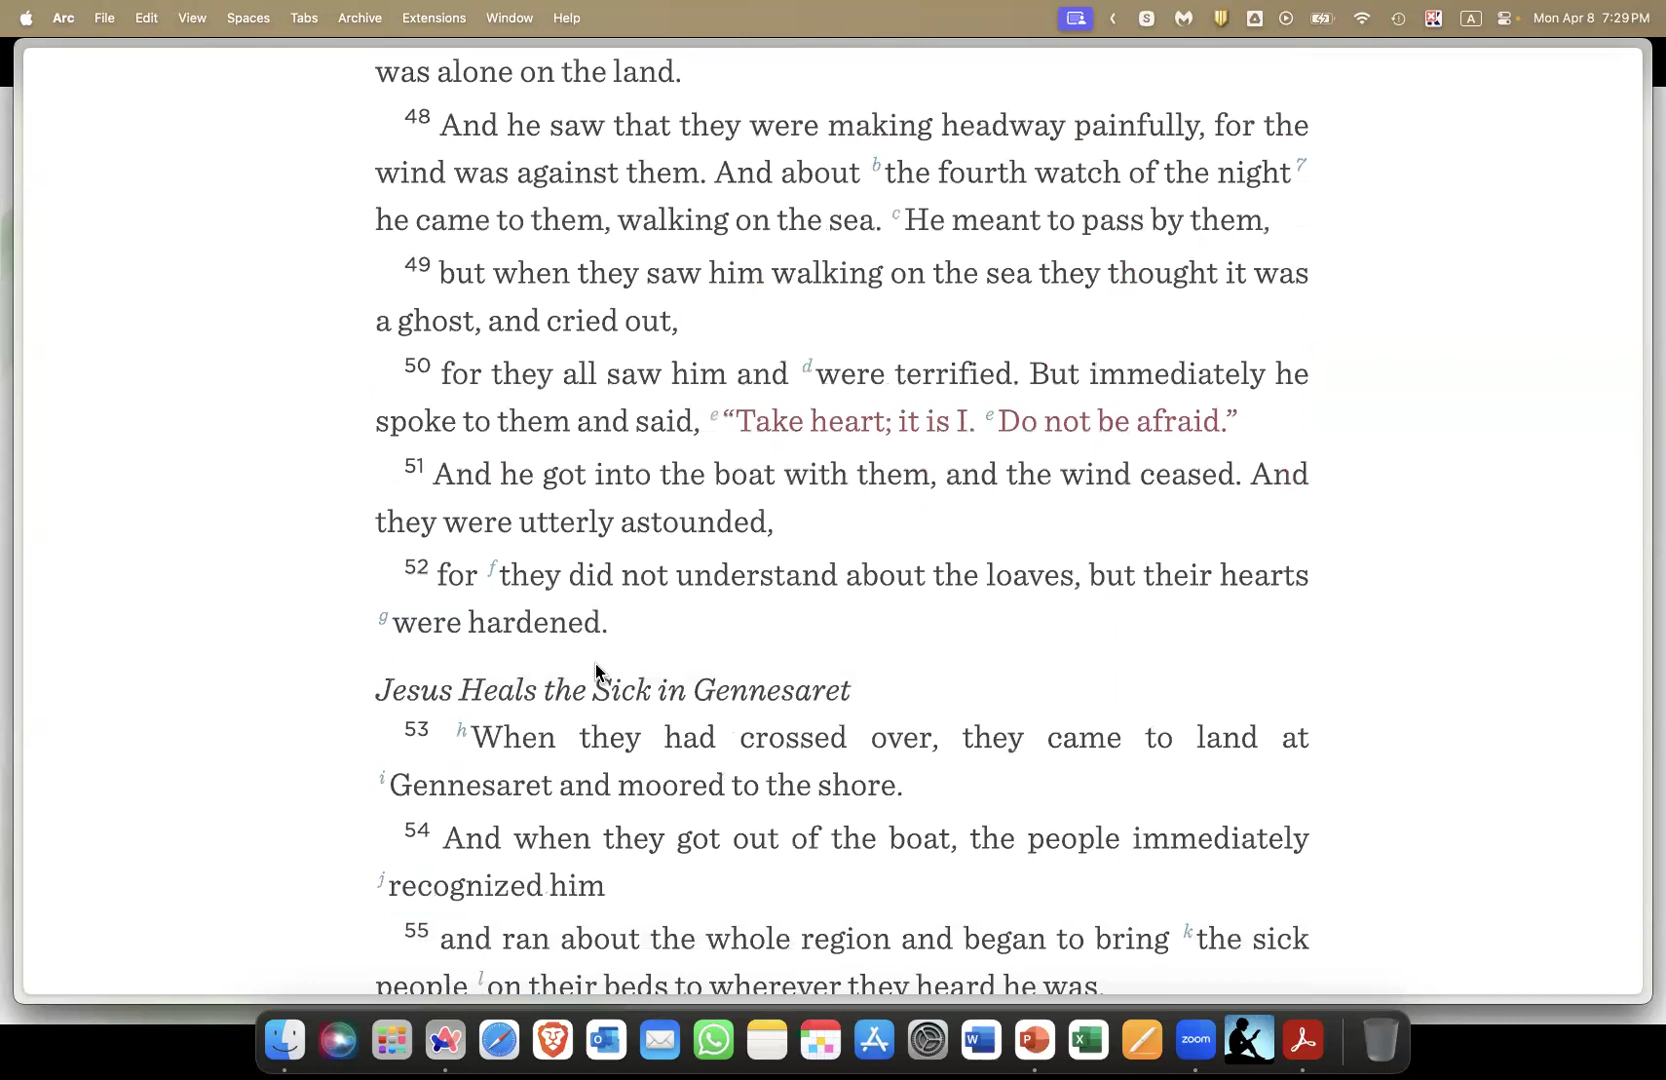 Arc File Edit View Spaces Tabs Archive Extensions Window Help A Mon Apr 8 7:29 PM
was alone on the land.
48 And he saw that they were making headway painfully, for the
wind was against them. And about b the fourth watch of the night 7
he came to them, walking on the sea. c He meant to pass by them,
49 but when they saw him walking on the sea they thought it was
a ghost, and cried out,
50 for they all saw him and d were terrified. But immediately he
spoke to them and said, e “Take heart; it is I. e Do not be afraid.”
51 And he got into the boat with them, and the wind ceased. And
they were utterly astounded,
52 for f they did not understand about the loaves, but their hearts
g were hardened.
Jesus Heals the Sick in Gennesaret
53 h When they had crossed over, they came to land at
i Gennesaret and moored to the shore.
54 And when they got out of the boat, the people immediately
j recognized him
55 and ran about the whole region and began to bring k the sick
people l on their beds to wherever they heard he was.
zoom